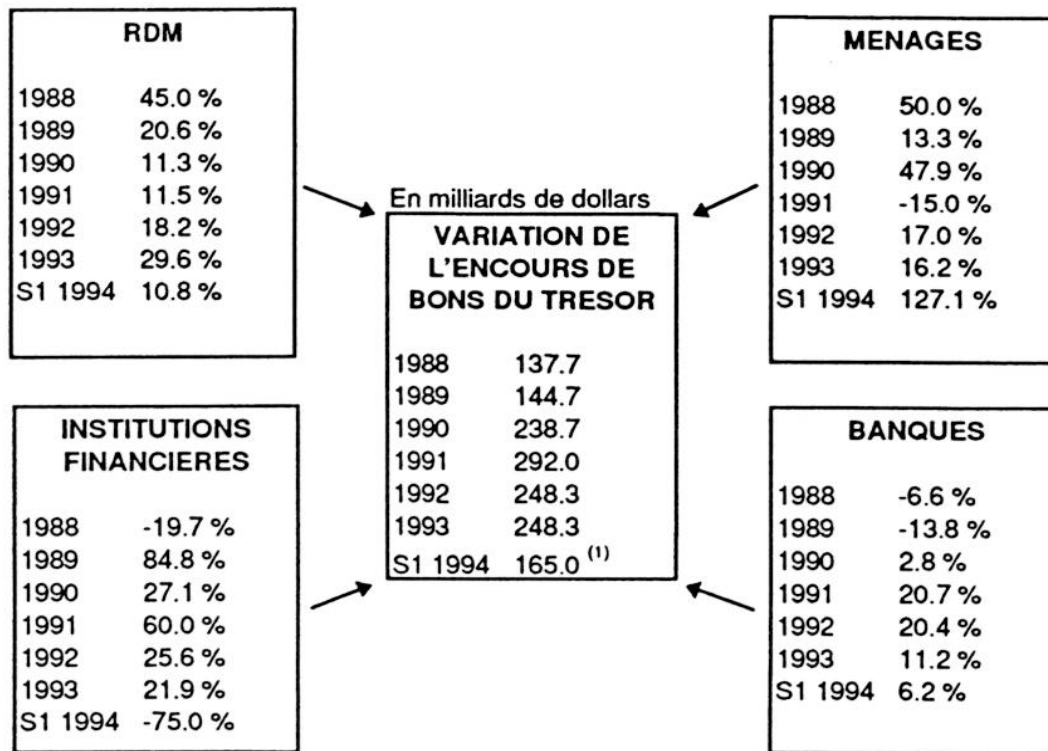 RDM
1988 45.0 %
1989 20.6 %
1990 11.3 %
1991 11.5 %
1992 18.2 %
1993 29.6 %
S1 1994 10.8 %
MENAGES
1988 50.0 %
1989 13.3 %
1990 47.9 %
1991 -15.0 %
1992 17.0 %
1993 16.2 %
S1 1994 127.1 %
En milliards de dollars
VARIATION DE
L'ENCOURS DE
BONS DU TRESOR
1988 137.7
1989 144.7
1990 238.7
1991 292.0
1992 248.3
1993 248.3
S1 1994 165.0 (1)
INSTITUTIONS
FINANCIERES
1988 -19.7 %
1989 84.8 %
1990 27.1 %
1991 60.0 %
1992 25.6 %
1993 21.9 %
S1 1994 -75.0 %
BANQUES
1988 -6.6 %
1989 -13.8 %
1990 2.8 %
1991 20.7 %
1992 20.4 %
1993 11.2 %
S1 1994 6.2 %